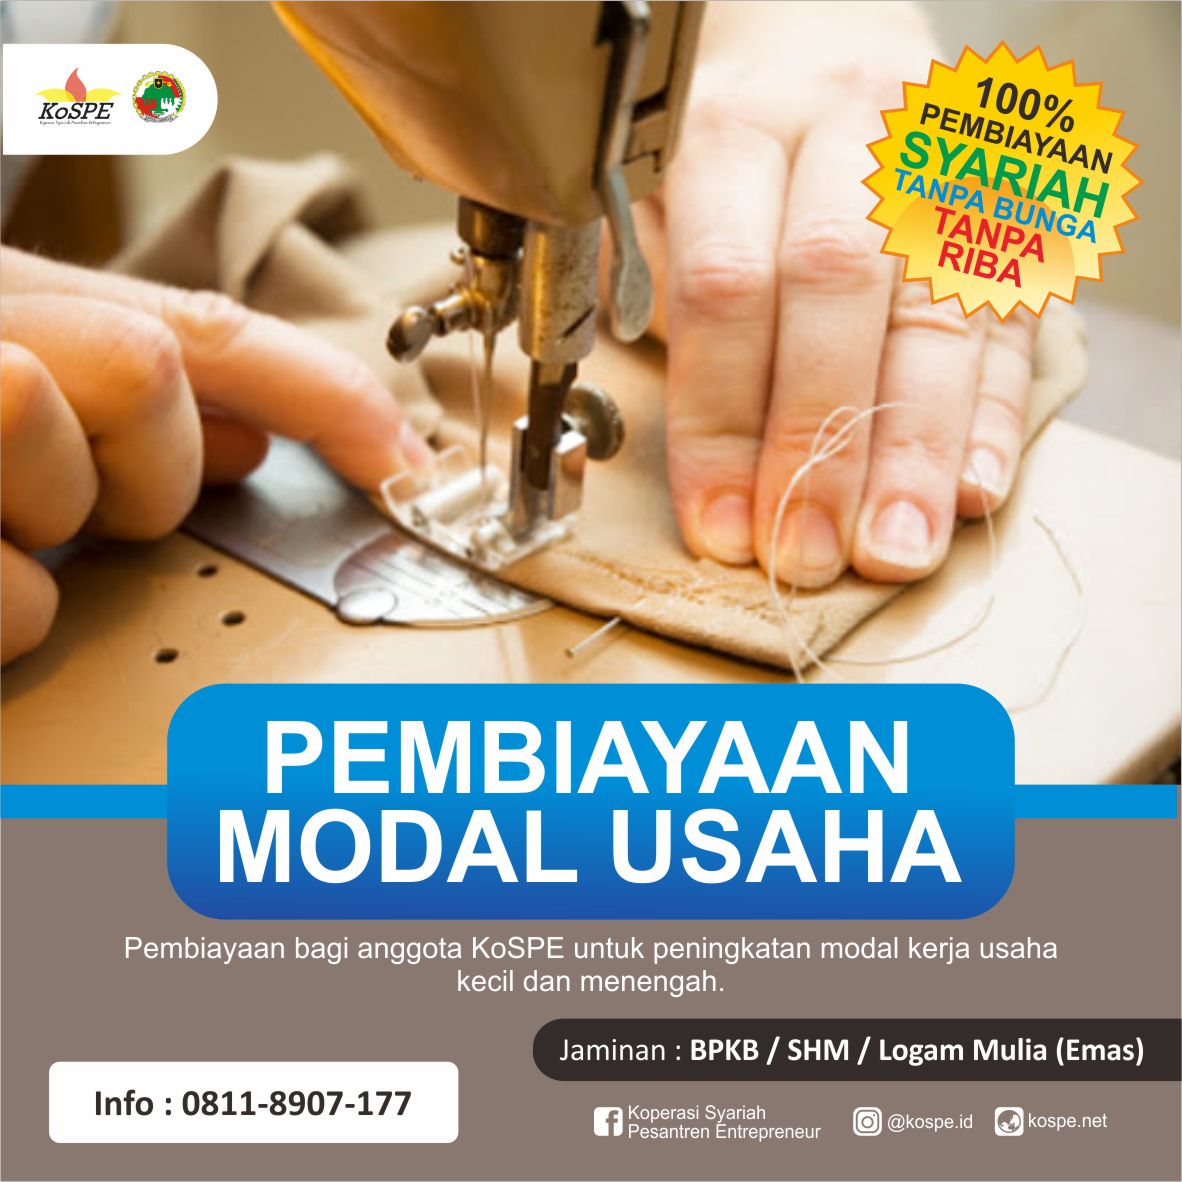 KoSPE
100%
PEMBIAYAAN
SYARIAH
TANPA BUNGA
TANPA
RIBA
PEMBIAYAAN
MODAL USAHA
Pembiayaan bagi anggota KoSPE untuk peningkatan modal kerja usaha
kecil dan menengah.
Jaminan : BPKB / SHM / Logam Mulia (Emas)
Info : 0811-8907-177
Koperasi Syariah
Pesantren Entrepreneur
@kospe.id
kospe.net